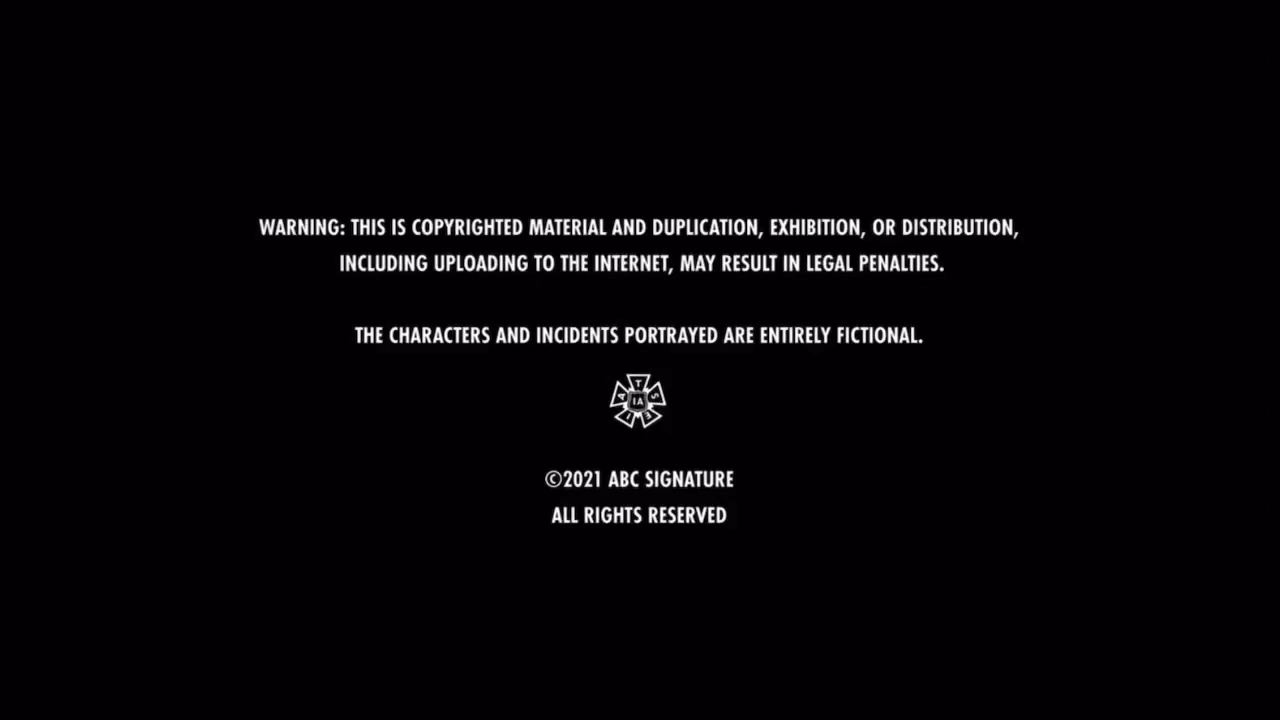 WARNING: THIS IS COPYRIGHTED MATERIAL AND DUPLICATION, EXHIBITION, OR DISTRIBUTION,
INCLUDING UPLOADING TO THE INTERNET, MAY RESULT IN LEGAL PENALTIES.
THE CHARACTERS AND INCIDENTS PORTRAYED ARE ENTIRELY FICTIONAL.
I A T S E
IA
©2021 ABC SIGNATURE
ALL RIGHTS RESERVED